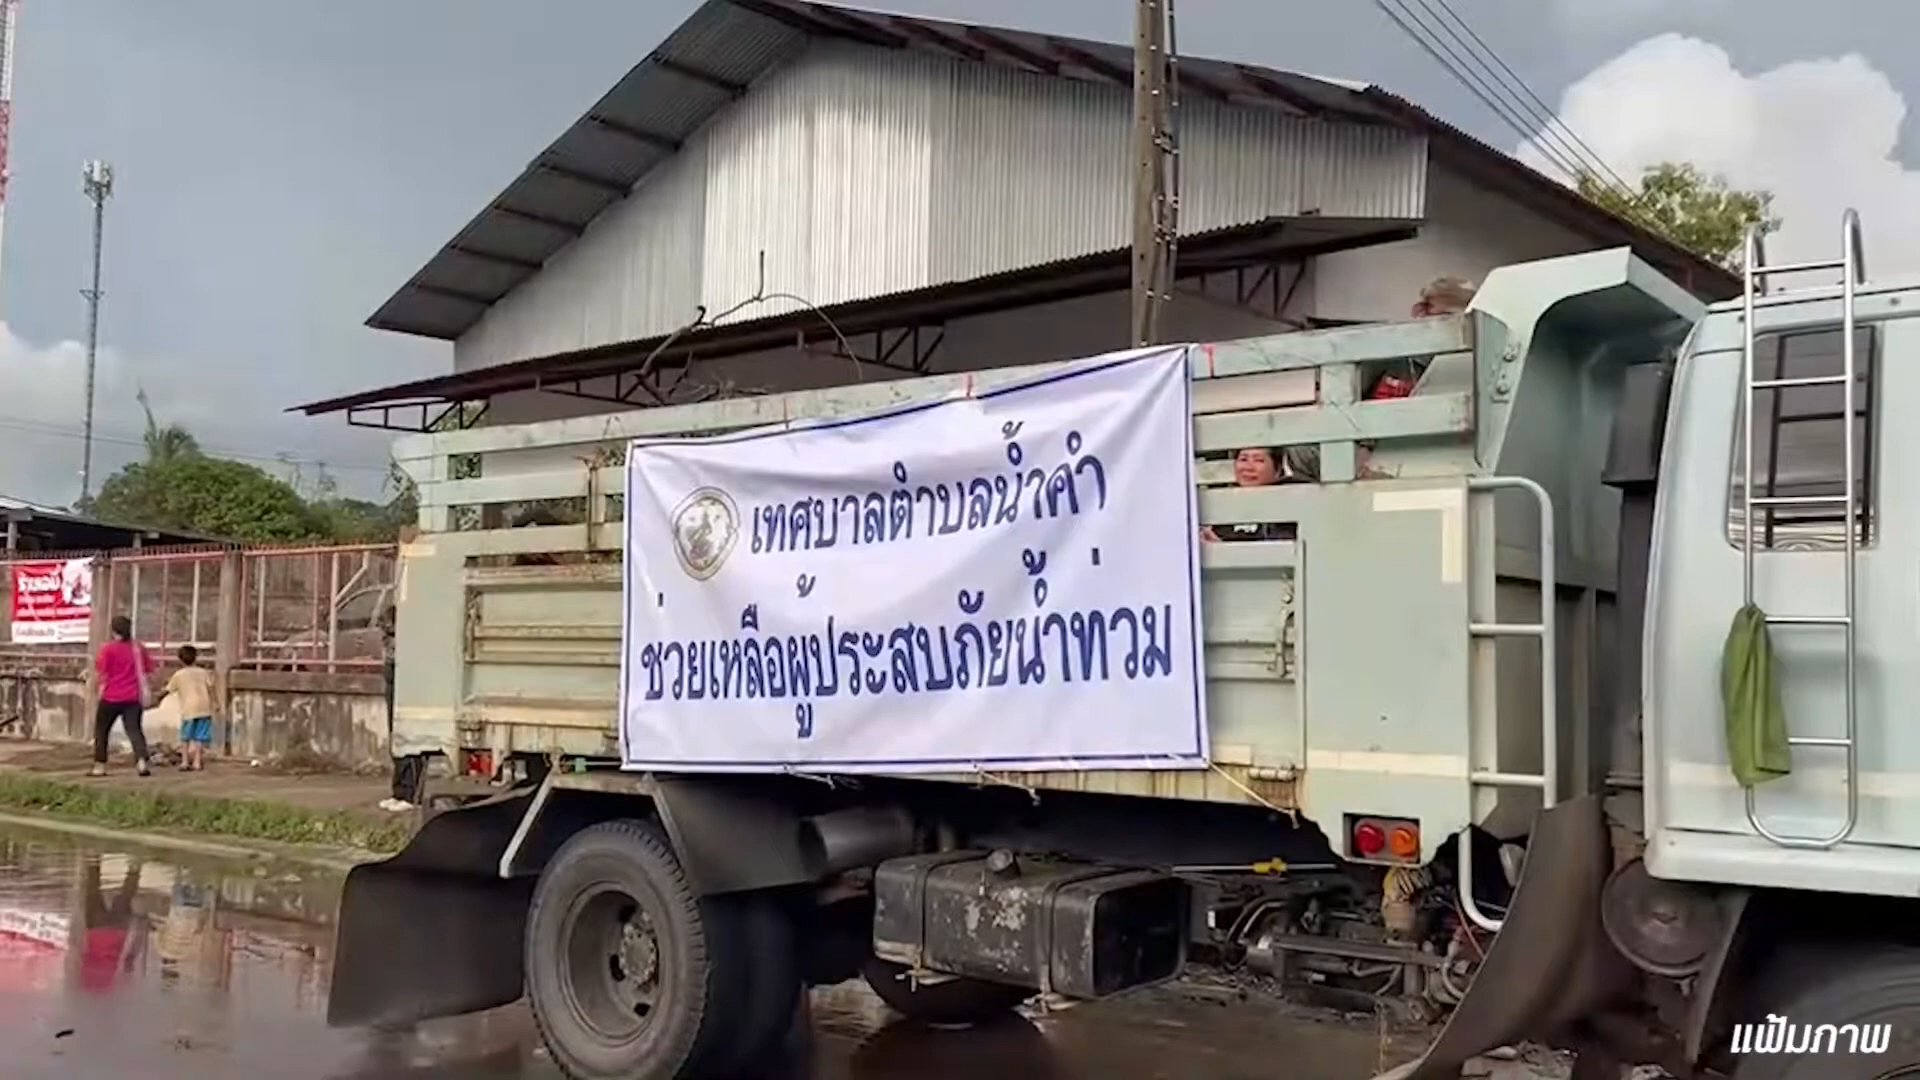 เทศบาลตำบลน้ำคำ
ช่วยเหลือผู้ประสบภัยน้ำท่วม
แฟ้มภาพ